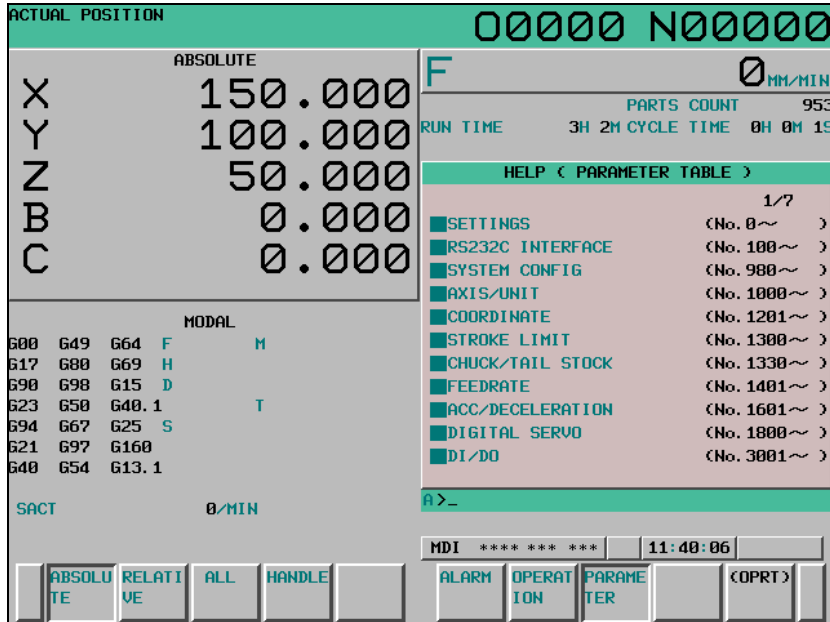 ACTUAL POSITION
O0000 N00000
ABSOLUTE
X 150.000
Y 100.000
Z 50.000
B 0.000
C 0.000
F 0 MM/MIN
PARTS COUNT 953
RUN TIME 3H 2M CYCLE TIME 0H 0M 1S
MODAL
G00 G49 G64 F M
G17 G80 G69 H
G90 G98 G15 D
G23 G50 G40.1 T
G94 G67 G25 S
G21 G97 G160
G40 G54 G13.1
SACT 0/MIN
HELP ( PARAMETER TABLE )
1/7
SETTINGS (No.0～ )
RS232C INTERFACE (No.100～ )
SYSTEM CONFIG (No.980～ )
AXIS/UNIT (No.1000～ )
COORDINATE (No.1201～ )
STROKE LIMIT (No.1300～ )
CHUCK/TAIL STOCK (No.1330～ )
FEEDRATE (No.1401～ )
ACC/DECELERATION (No.1601～ )
DIGITAL SERVO (No.1800～ )
DI/DO (No.3001～ )
A>_
MDI **** *** *** 11:40:06
ABSOLUTE RELATIVE ALL HANDLE
ALARM OPERATION PARAMETER (OPRT)